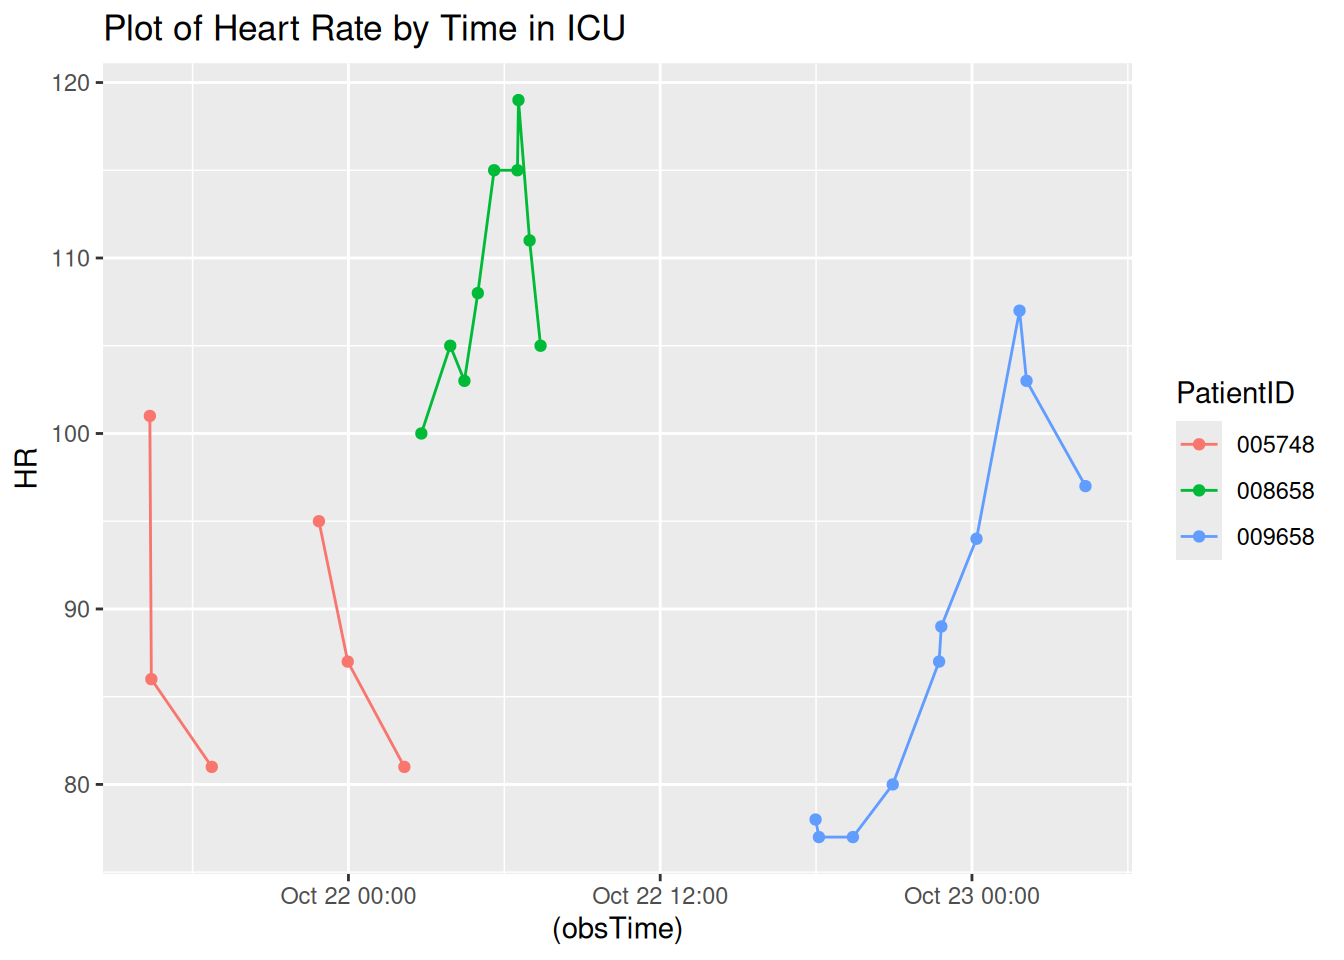 Plot of Heart Rate by Time in ICU
120
110
100
90
80
HR
Oct 22 00:00
Oct 22 12:00
Oct 23 00:00
(obsTime)
PatientID
005748
008658
009658